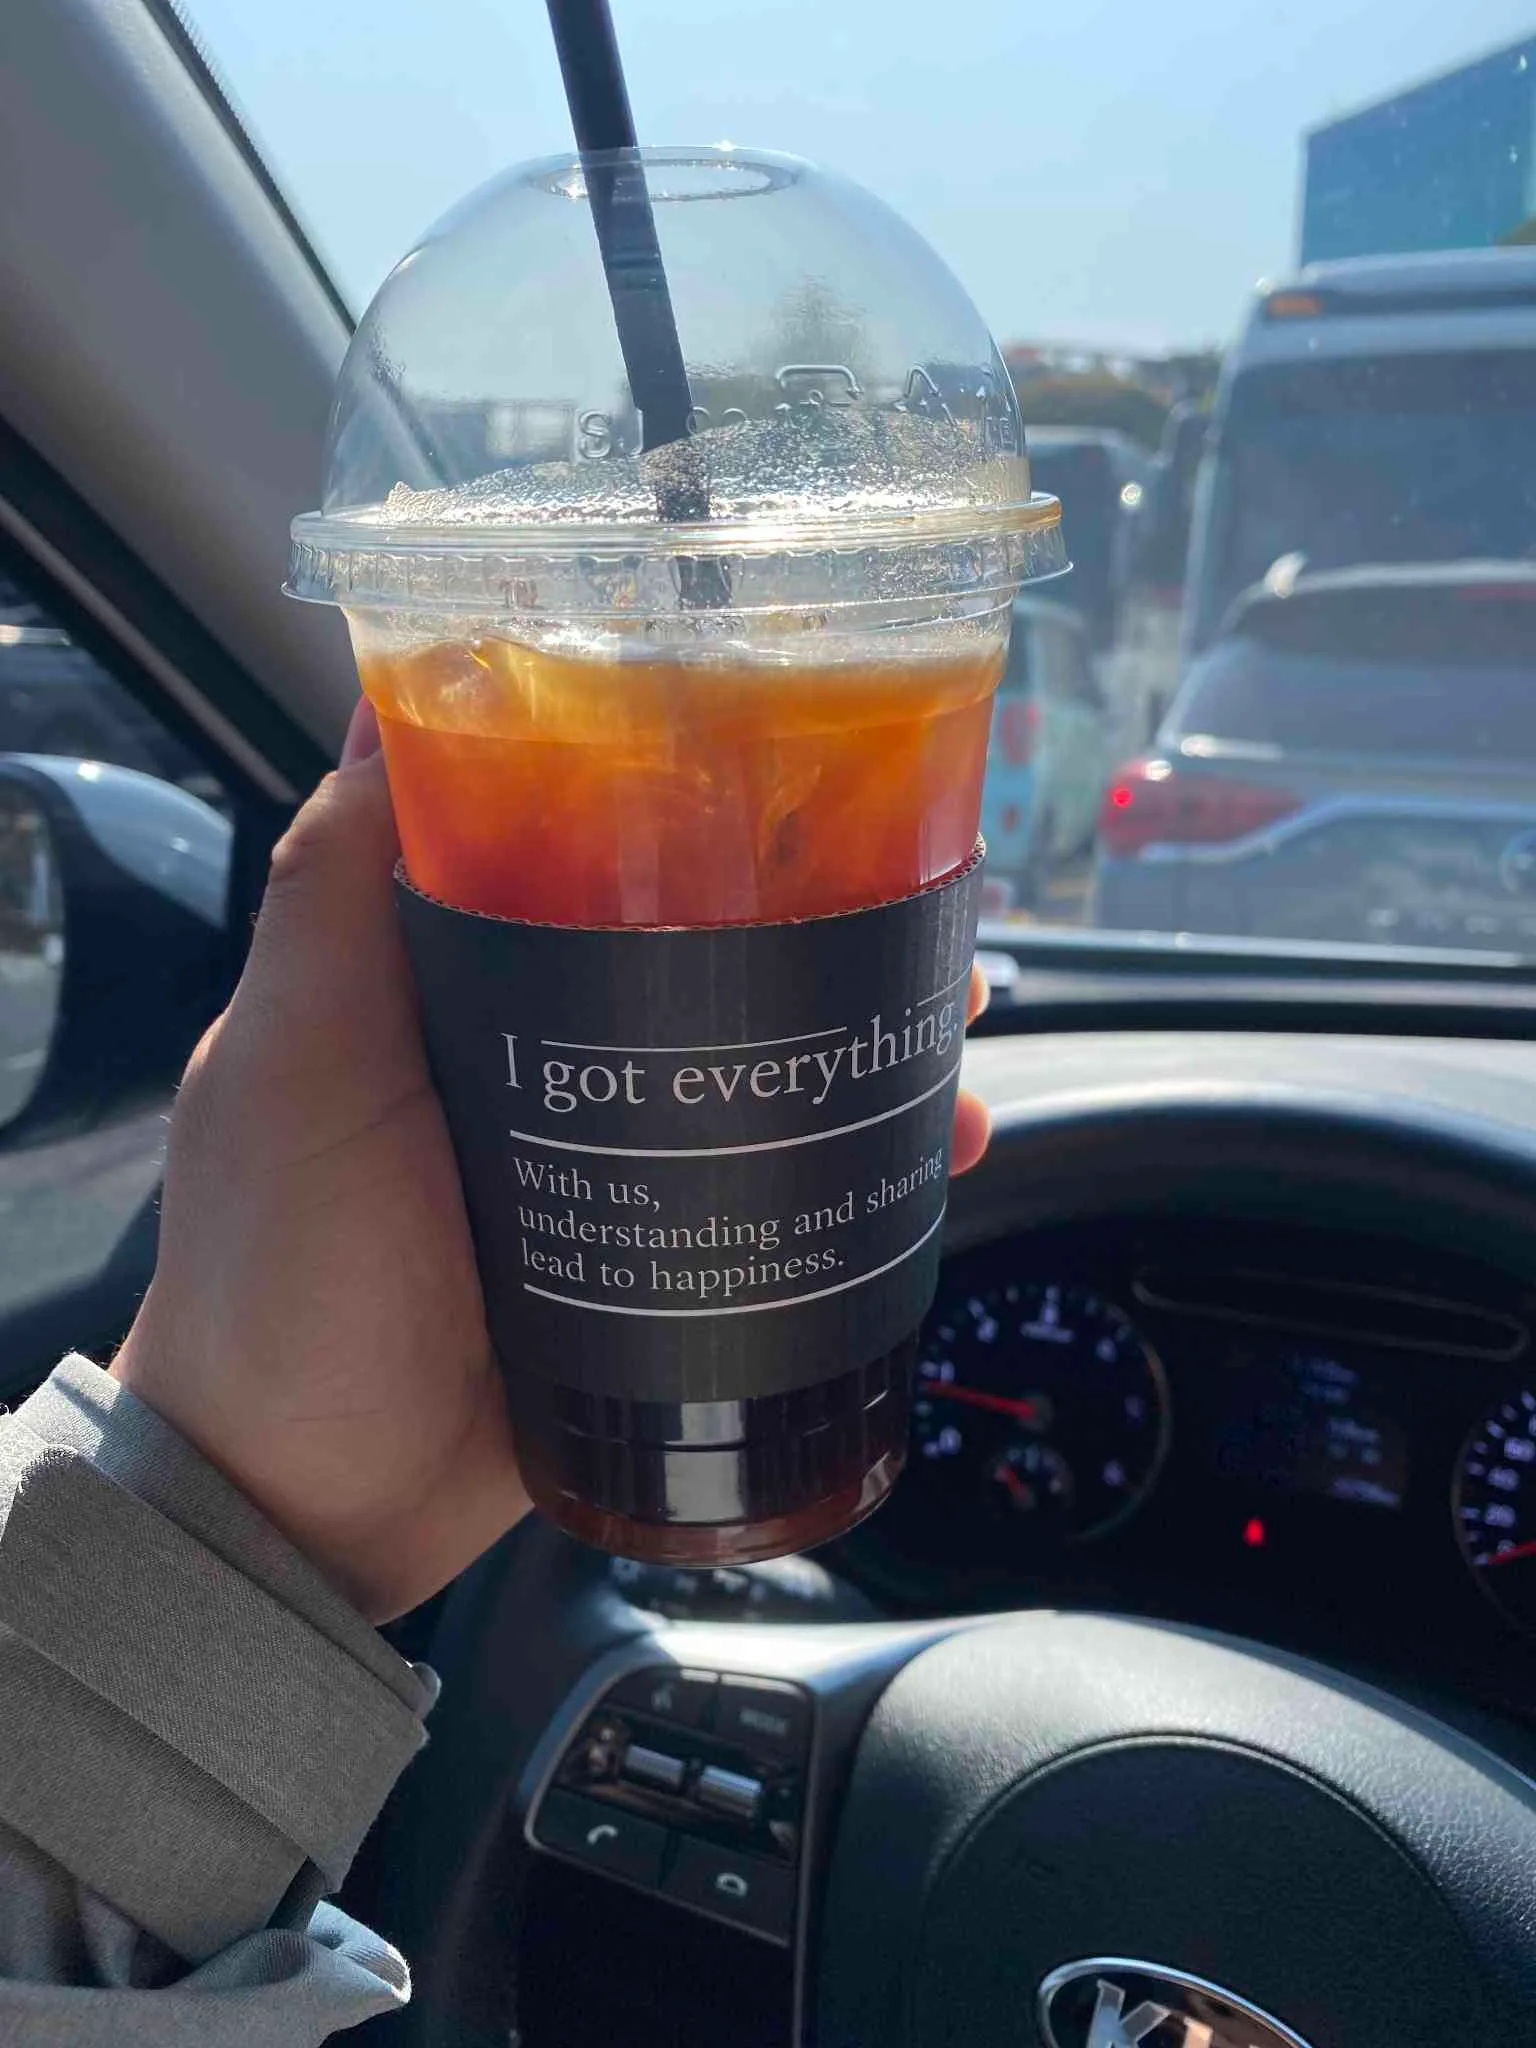 I got everything.
With us,
understanding and sharing
lead to happiness.